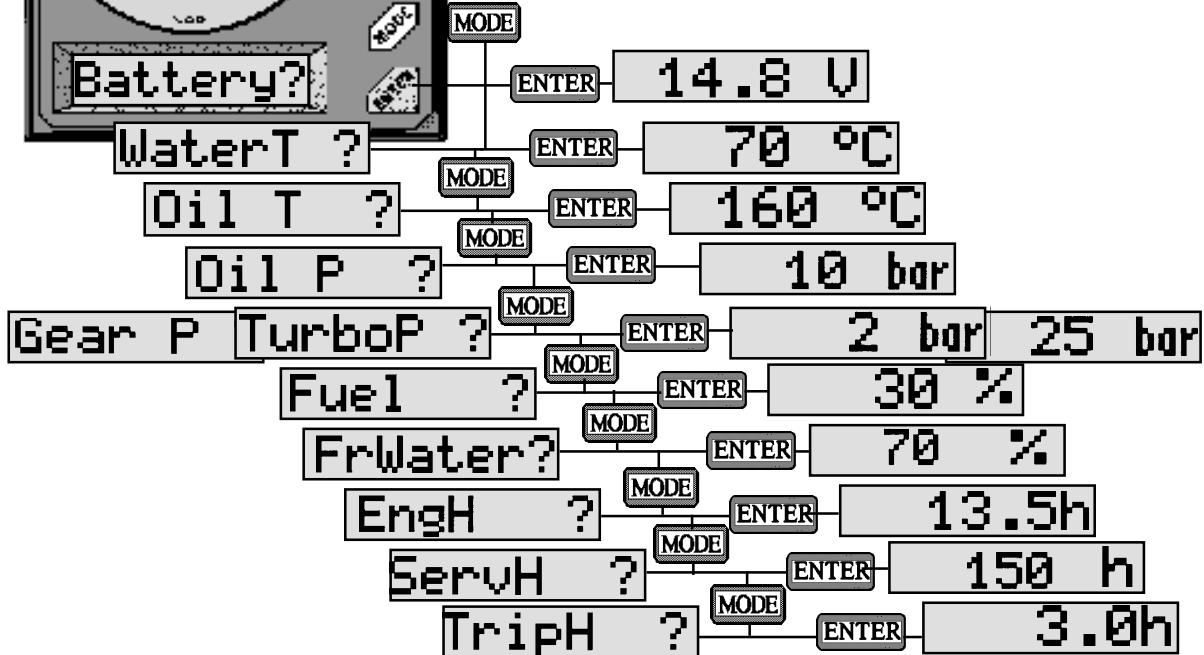 MODE
MODE
Battery? ENTER ENTER 14.8 V
WaterT ? ENTER 70 °C
MODE
Oil T ? ENTER 160 °C
MODE
Oil P ? ENTER 10 bar
MODE
Gear P TurboP ? ENTER 2 bar 25 bar
MODE
Fuel ? ENTER 30 %
MODE
FrWater? ENTER 70 %
MODE
EngH ? ENTER 13.5h
MODE
ServH ? ENTER 150 h
MODE
TripH ? ENTER 3.0h